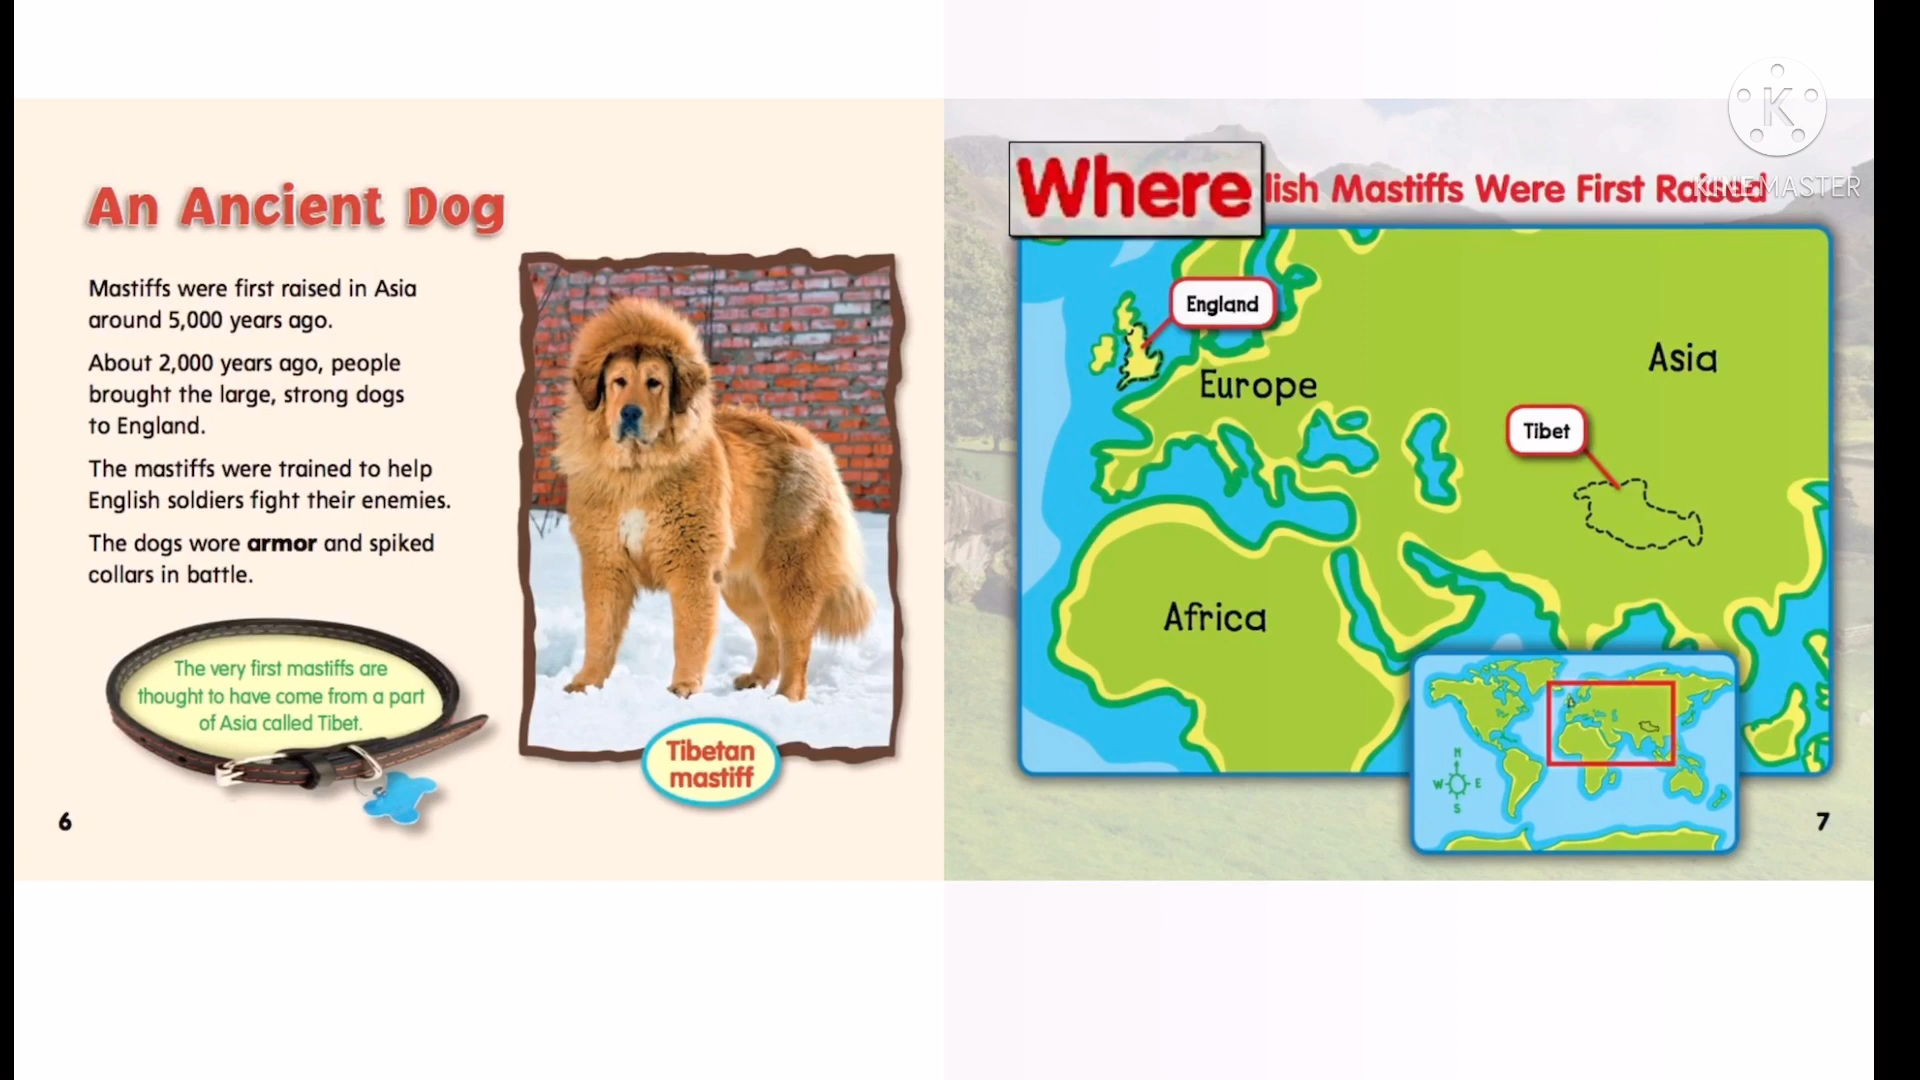 An Ancient Dog
Mastiffs were first raised in Asia
around 5,000 years ago.
About 2,000 years ago, people
brought the large, strong dogs
to England.
The mastiffs were trained to help
English soldiers fight their enemies.
The dogs wore armor and spiked
collars in battle.
The very first mastiffs are
thought to have come from a part
of Asia called Tibet.
Tibetan
mastiff
6
K
KINEMASTER
Where lish Mastiffs Were First Raised
England
Europe
Asia
Tibet
Africa
N
W E
S
7